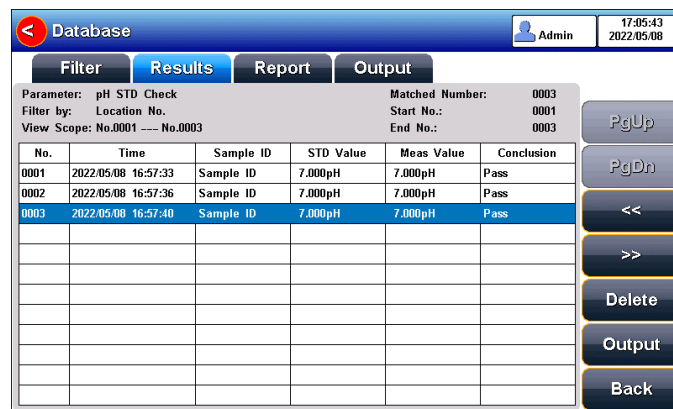 < Database
Admin
17:05:43
2022/05/08
Filter Results Report Output
Parameter: pH STD Check Matched Number: 0003
Filter by: Location No. Start No.: 0001
View Scope: No.0001 --- No.0003 End No.: 0003
No. Time Sample ID STD Value Meas Value Conclusion
0001 2022/05/08 16:57:33 Sample ID 7.000pH 7.000pH Pass
0002 2022/05/08 16:57:36 Sample ID 7.000pH 7.000pH Pass
0003 2022/05/08 16:57:40 Sample ID 7.000pH 7.000pH Pass
PgUp
PgDn
<<
>>
Delete
Output
Back